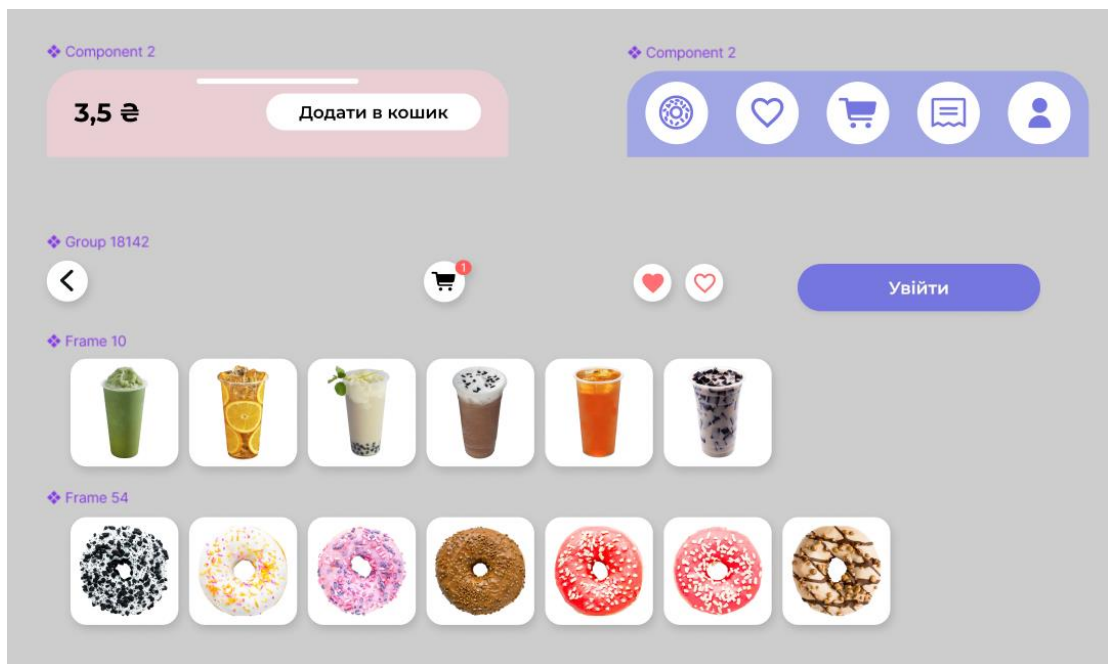 Component 2
Component 2
3,5 ₴
Додати в кошик
Group 18142
1
Увійти
Frame 10
Frame 54